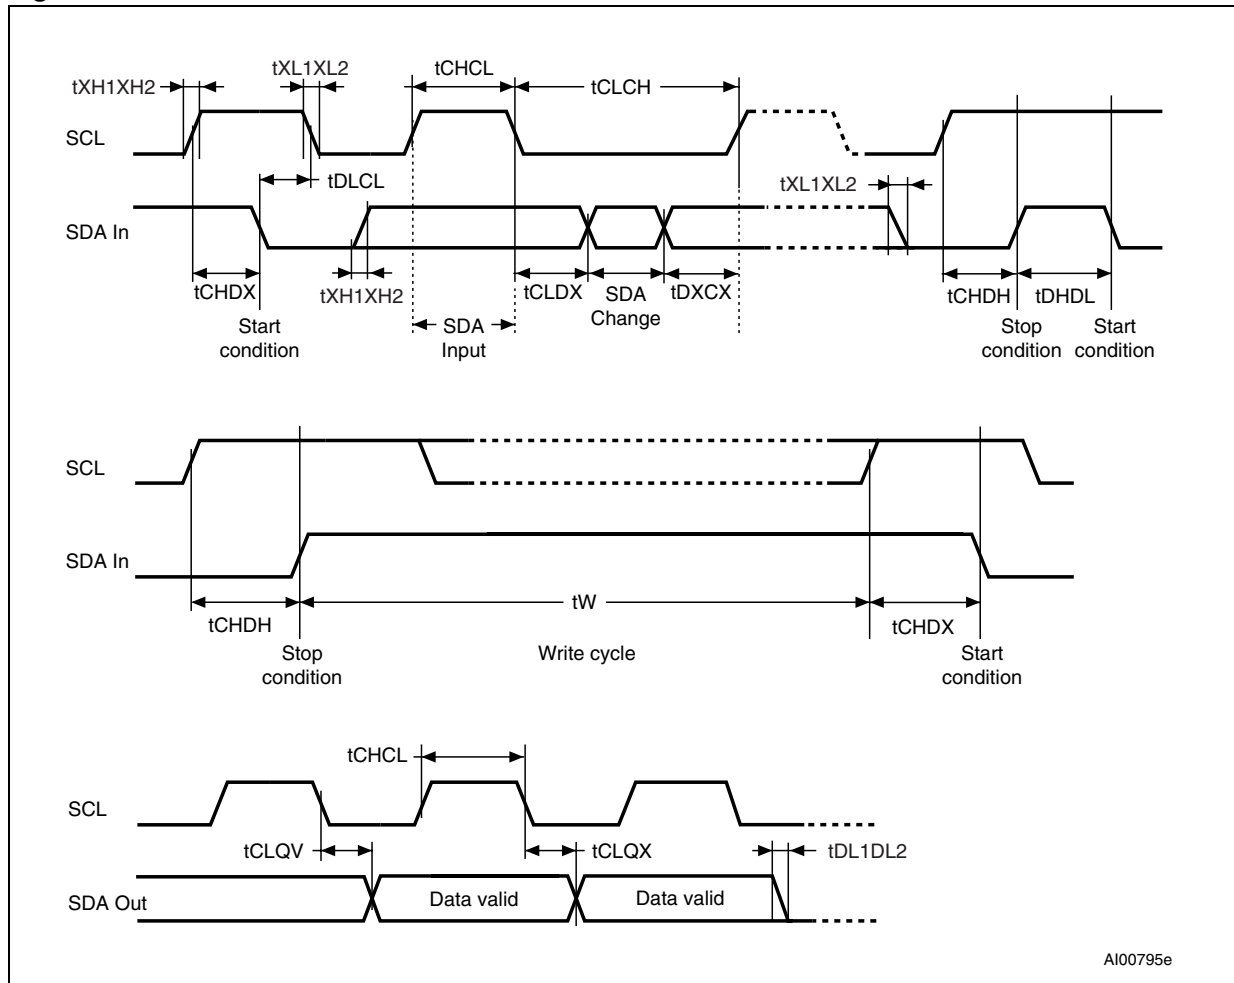 tXH1XH2
tXL1XL2
tCHCL
tCLCH
SCL
tDLCL
tXL1XL2
SDA In
tCHDX
tXH1XH2
tCLDX
SDA
Change
tDXCX
tCHDH
tDHDL
Start
condition
SDA
Input
Stop
condition
Start
condition
SCL
SDA In
tCHDH
tW
tCHDX
Stop
condition
Write cycle
Start
condition
tCHCL
SCL
tCLQV
tCLQX
tDL1DL2
SDA Out
Data valid
Data valid
AI00795e